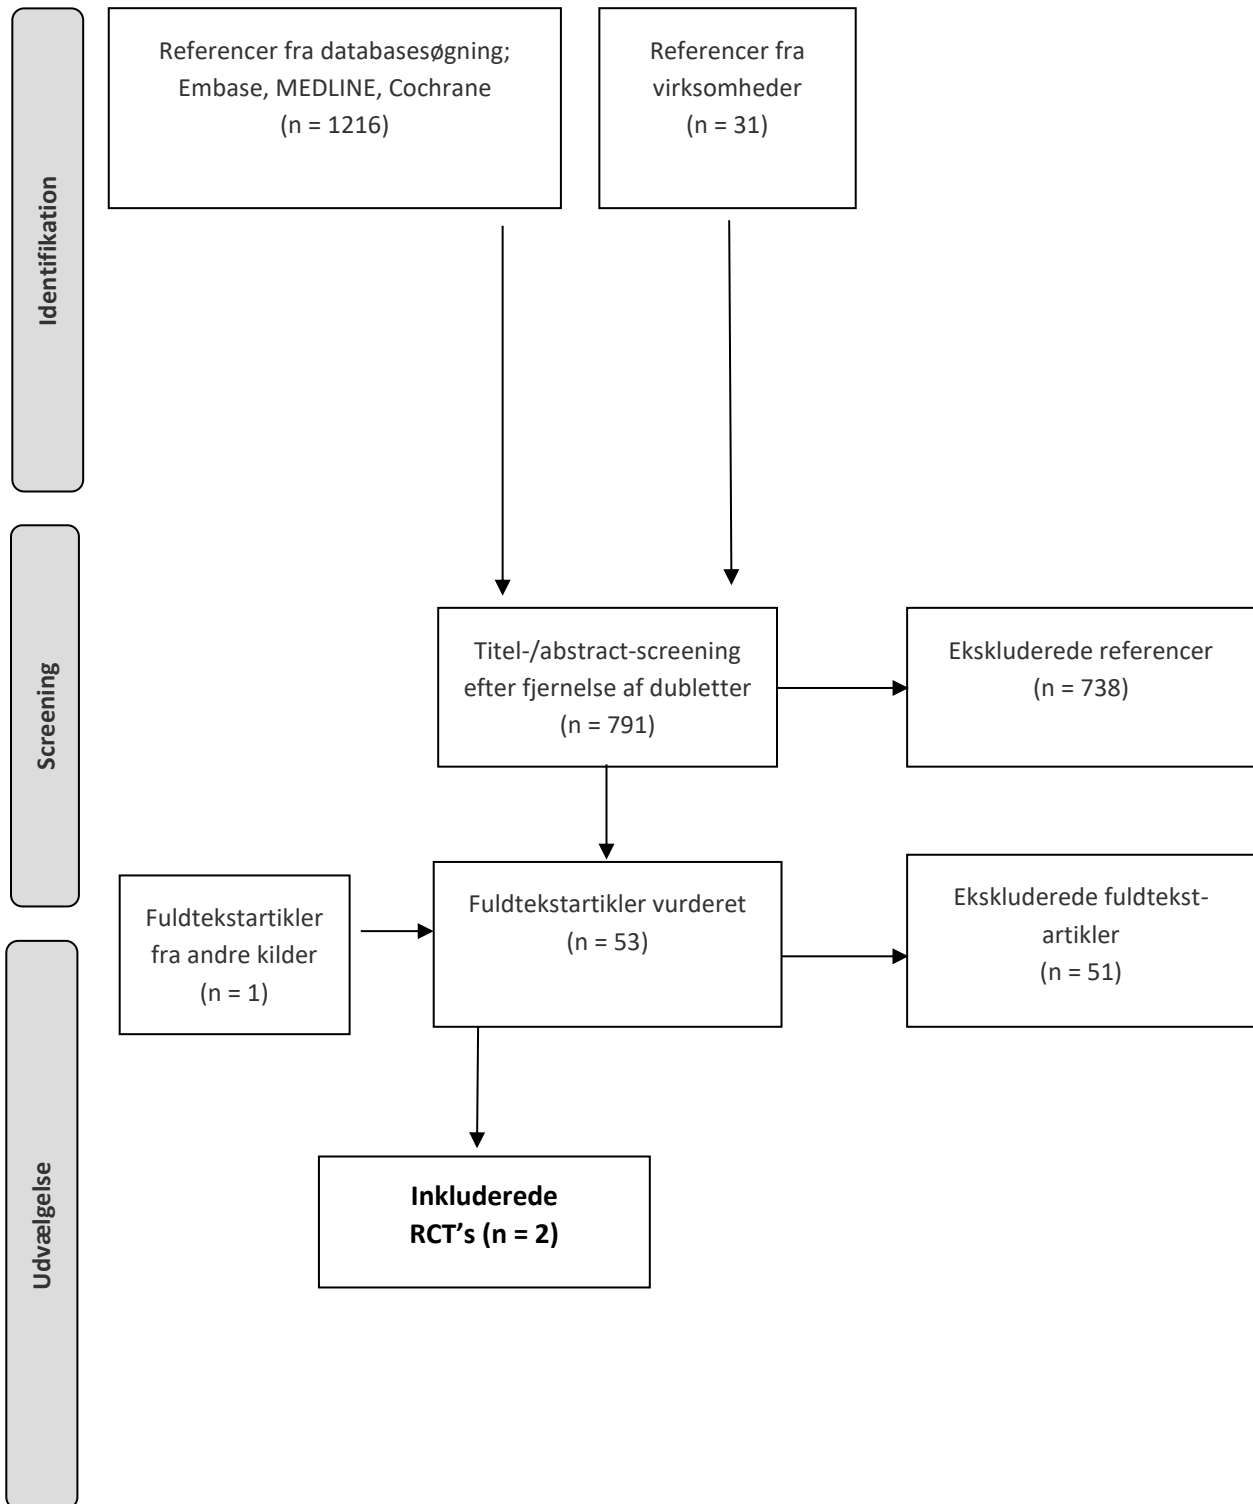 Identifikation
Referencer fra databasesøgning;
Embase, MEDLINE, Cochrane
(n = 1216)
Referencer fra
virksomheder
(n = 31)
Screening
Titel-/abstract-screening
efter fjernelse af dubletter
(n = 791)
Ekskluderede referencer
(n = 738)
Fuldtekstartikler
fra andre kilder
(n = 1)
Fuldtekstartikler vurderet
(n = 53)
Ekskluderede fuldtekst-
artikler
(n = 51)
Udvælgelse
Inkluderede
RCT’s (n = 2)